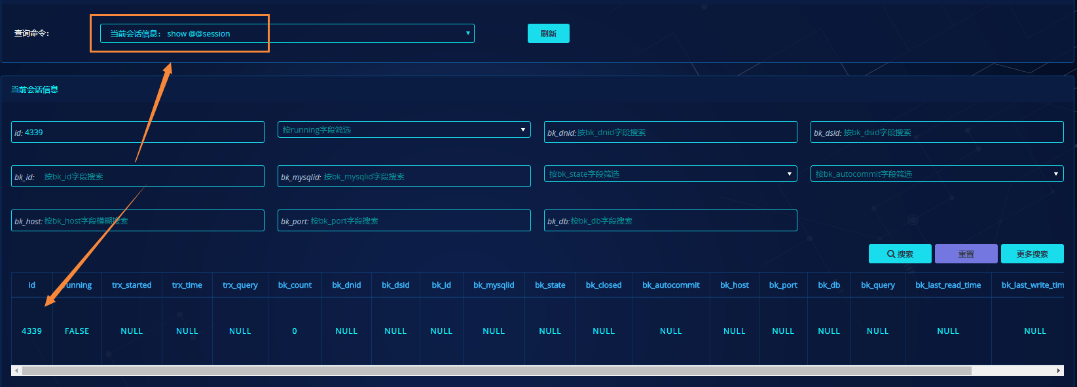 查询命令:
当前会话信息: show @@session
刷新
当前会话信息
id: 4339
按running字段筛选
bk_dnid: 按bk_dnid字段搜索
bk_dsid: 按bk_dsid字段搜索
bk_id: 按bk_id字段搜索
bk_mysqlid: 按bk_mysqlid字段搜索
按bk_state字段筛选
按bk_autocommit字段筛选
bk_host: 按bk_host字段模糊搜索
bk_port: 按bk_port字段搜索
bk_db: 按bk_db字段搜索
搜索 重置 更多搜索
id running trx_started trx_time trx_query bk_count bk_dnid bk_dsid bk_id bk_mysqlid bk_state bk_closed bk_autocommit bk_host bk_port bk_db bk_query bk_last_read_time bk_last_write_tim
4339 FALSE NULL NULL NULL 0 NULL NULL NULL NULL NULL NULL NULL NULL NULL NULL NULL NULL NULL